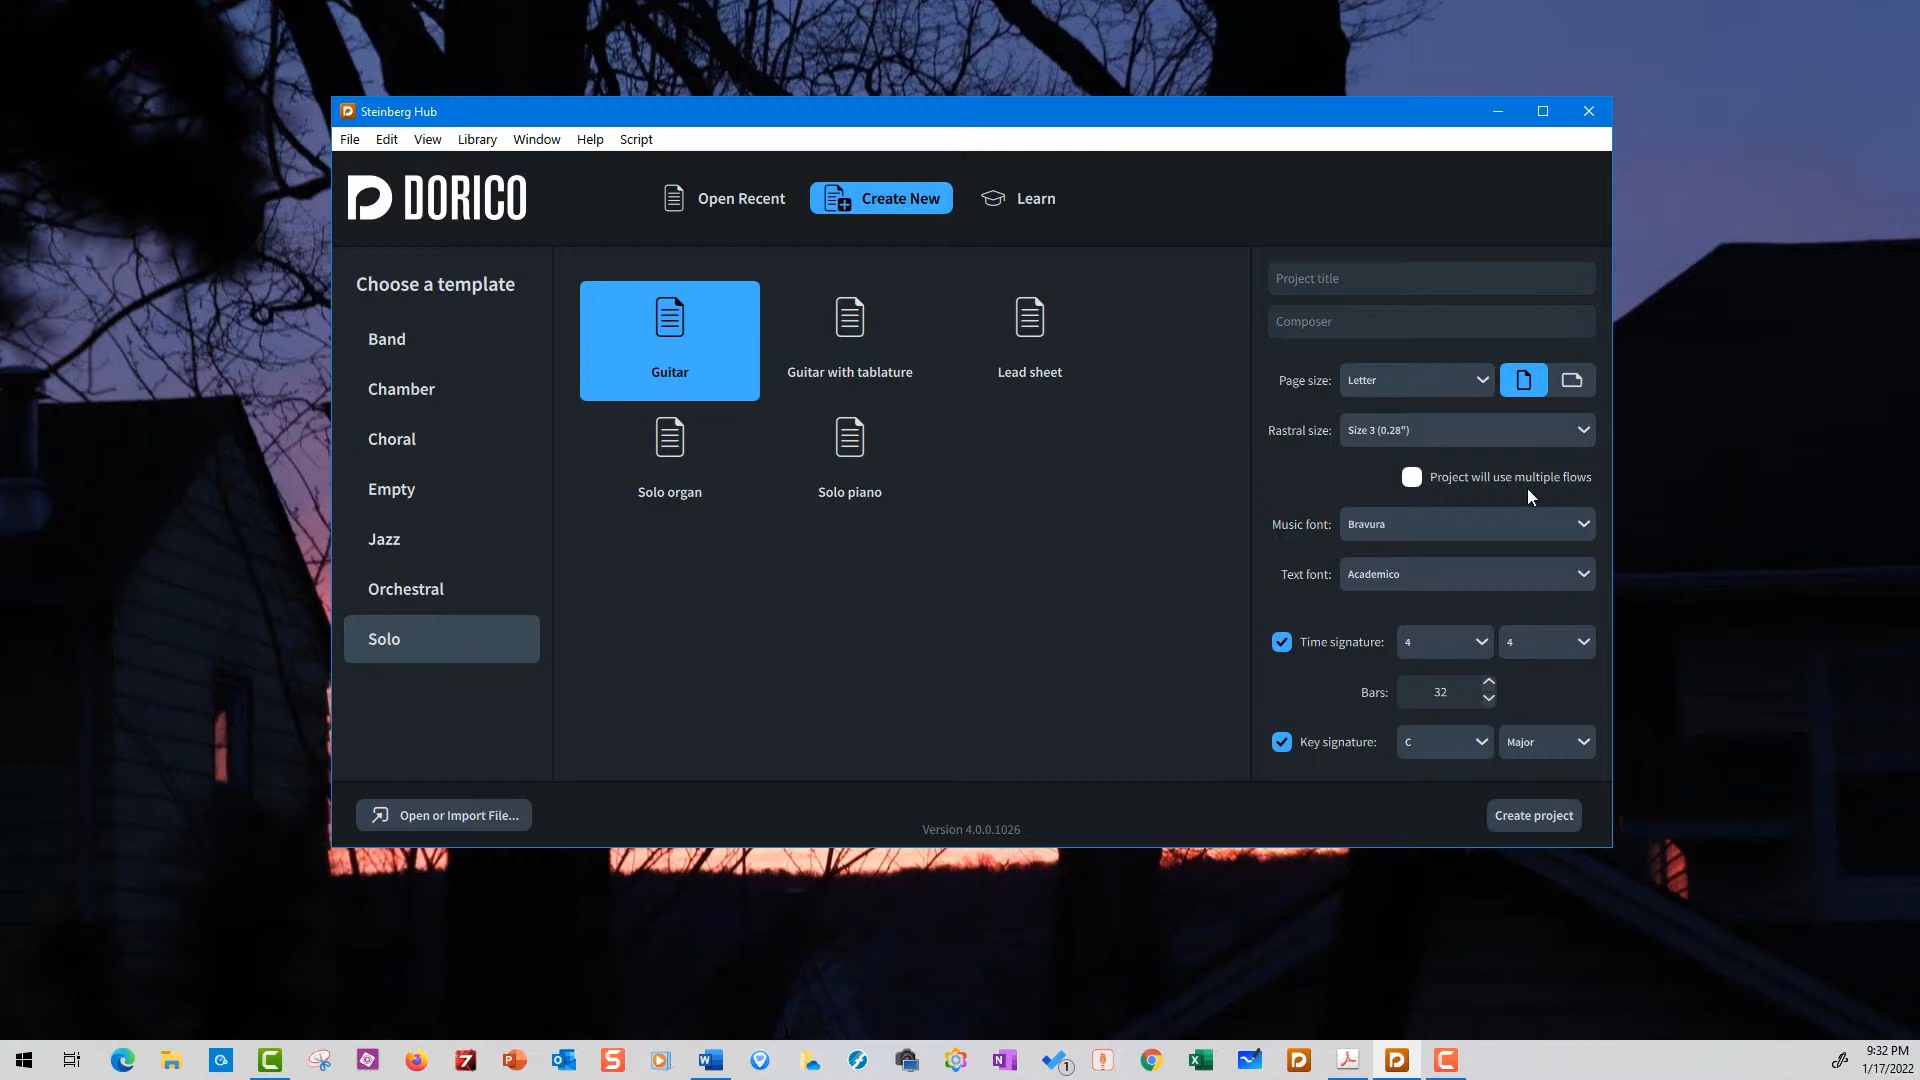 Steinberg Hub
File Edit View Library Window Help Script
DORICO
Open Recent
Create New
Learn
Choose a template
Band
Chamber
Choral
Empty
Jazz
Orchestral
Solo
Guitar
Guitar with tablature
Lead sheet
Solo organ
Solo piano
Project title
Composer
Page size: Letter
Rastral size: Size 3 (0.28")
Project will use multiple flows
Music font: Bravura
Text font: Academico
Time signature: 4 4
Bars: 32
Key signature: C Major
Open or Import File...
Version 4.0.0.1026
Create project
9:32 PM
1/17/2022